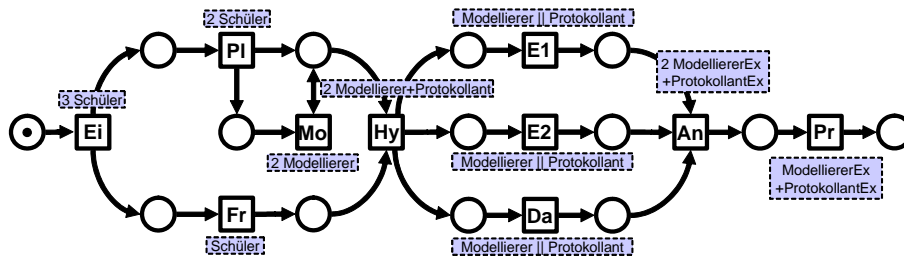 2 Schüler
Modellierer || Protokollant
Pl
E1
2 ModelliererEx
+ProtokollantEx
3 Schüler
2 Modellierer+Protokollant
Ei
Mo
Hy
E2
An
Pr
2 Modellierer
Modellierer || Protokollant
ModelliererEx
+ProtokollantEx
Fr
Da
Schüler
Modellierer || Protokollant